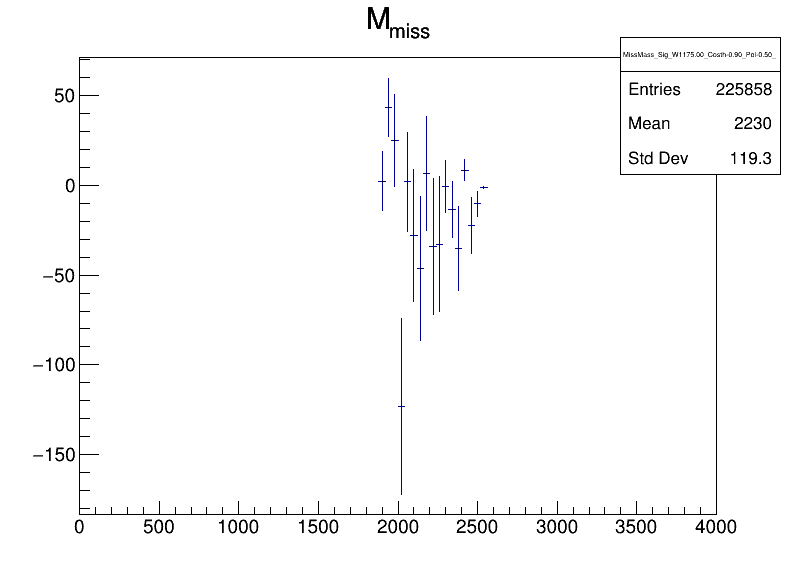 M_miss
MissMass_Sig_W1175.00_Costh-0.90_Pol-0.50_
Entries 225858
Mean 2230
Std Dev 119.3
50
0
−50
−100
−150
0 500 1000 1500 2000 2500 3000 3500 4000